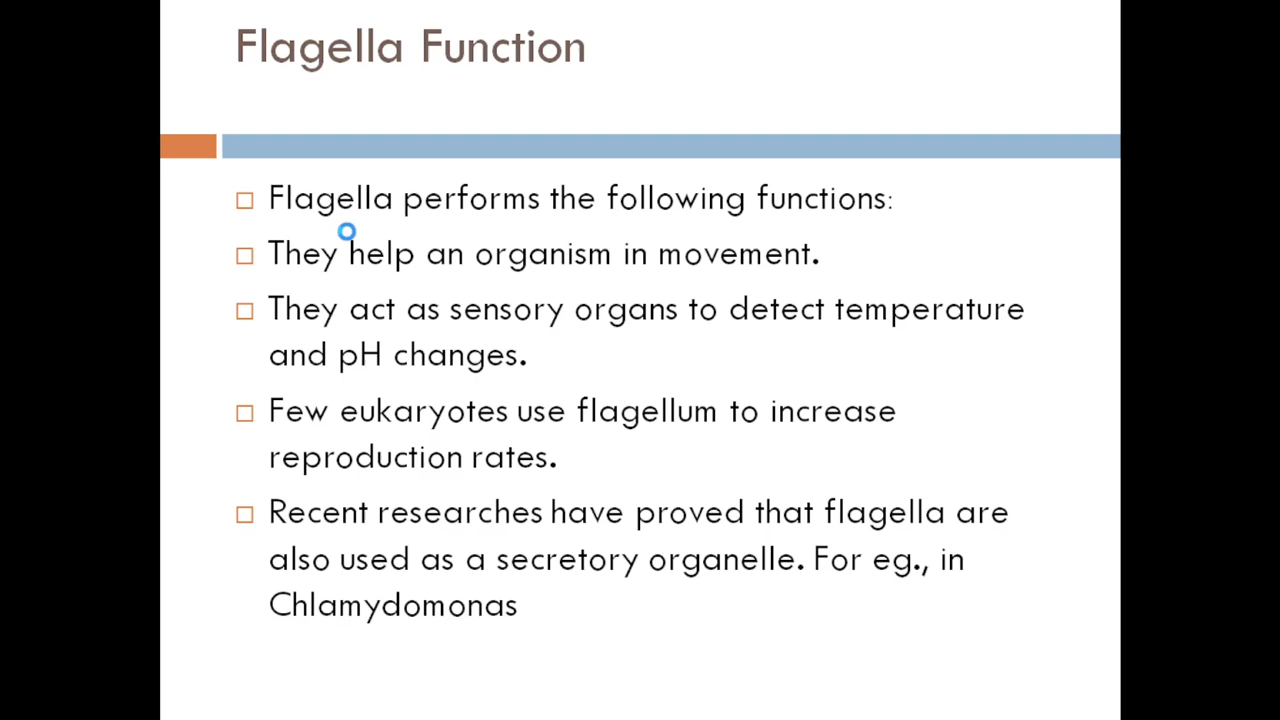 Flagella Function
Flagella performs the following functions:
They help an organism in movement.
They act as sensory organs to detect temperature
and pH changes.
Few eukaryotes use flagellum to increase
reproduction rates.
Recent researches have proved that flagella are
also used as a secretory organelle. For eg., in
Chlamydomonas